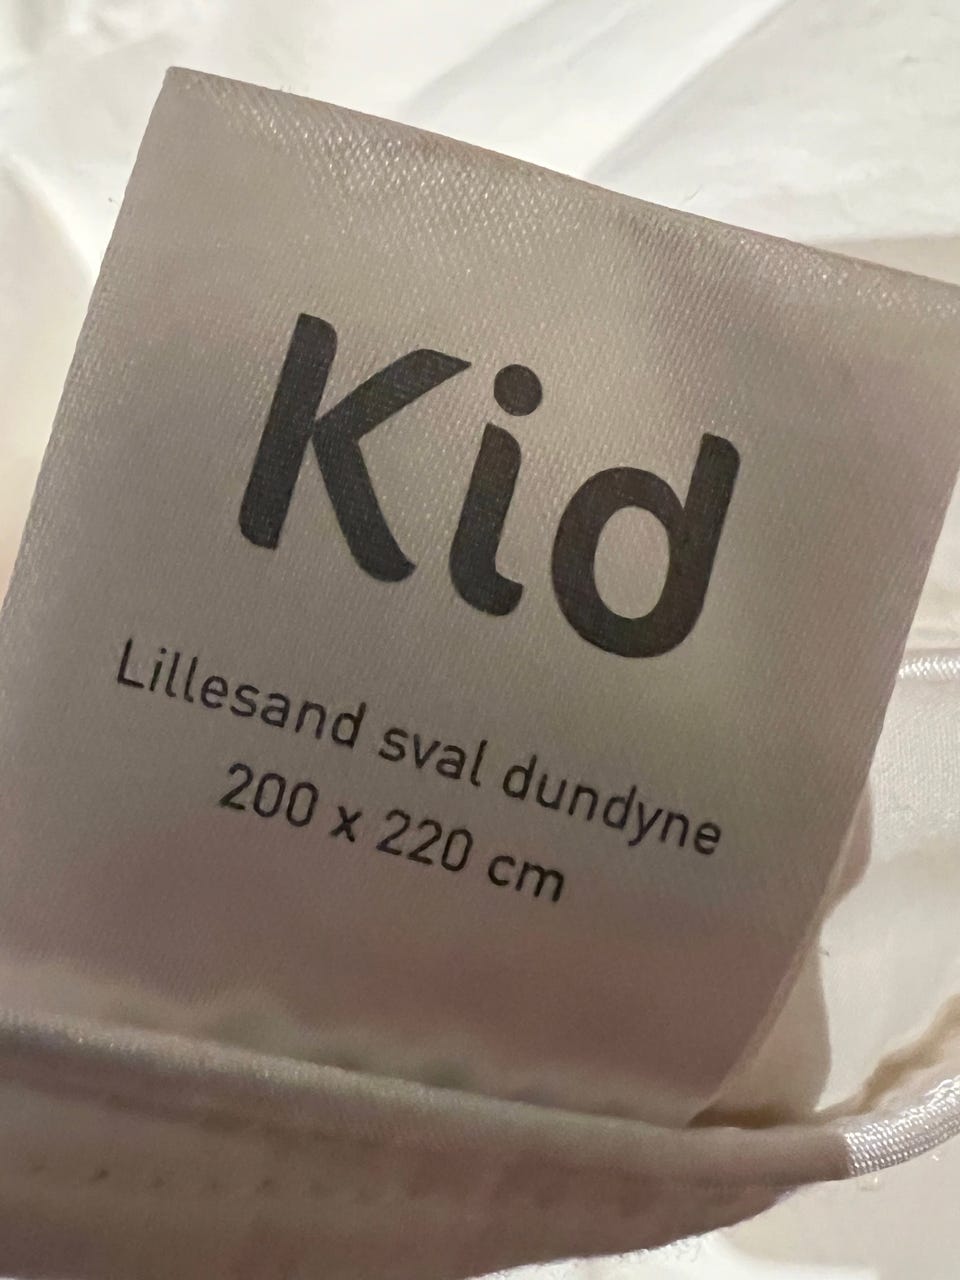 Kid
Lillesand sval dundyne
200 x 220 cm